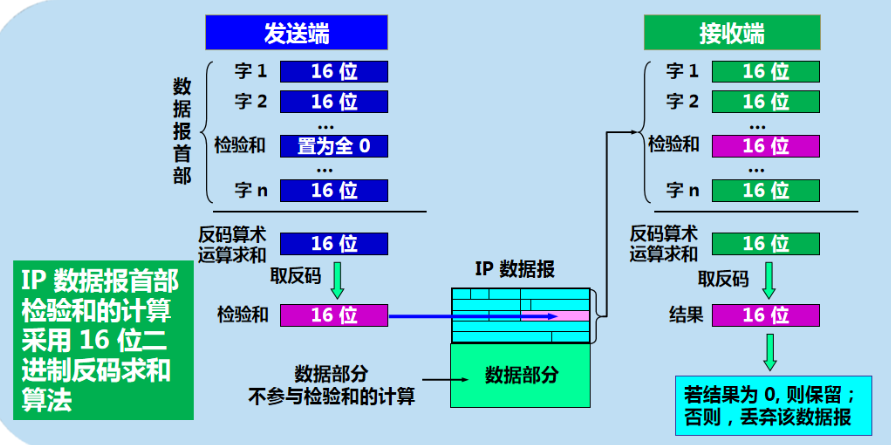 发送端
接收端
数据报首部
字 1 16 位
字 2 16 位
...
检验和 置为全 0
...
字 n 16 位
反码算术
运算求和 16 位
取反码
检验和 16 位
字 1 16 位
字 2 16 位
...
检验和 16 位
...
字 n 16 位
反码算术
运算求和 16 位
取反码
结果 16 位
IP 数据报
数据部分
数据部分
不参与检验和的计算
IP 数据报首部
检验和的计算
采用 16 位二
进制反码求和
算法
若结果为 0, 则保留；
否则，丢弃该数据报